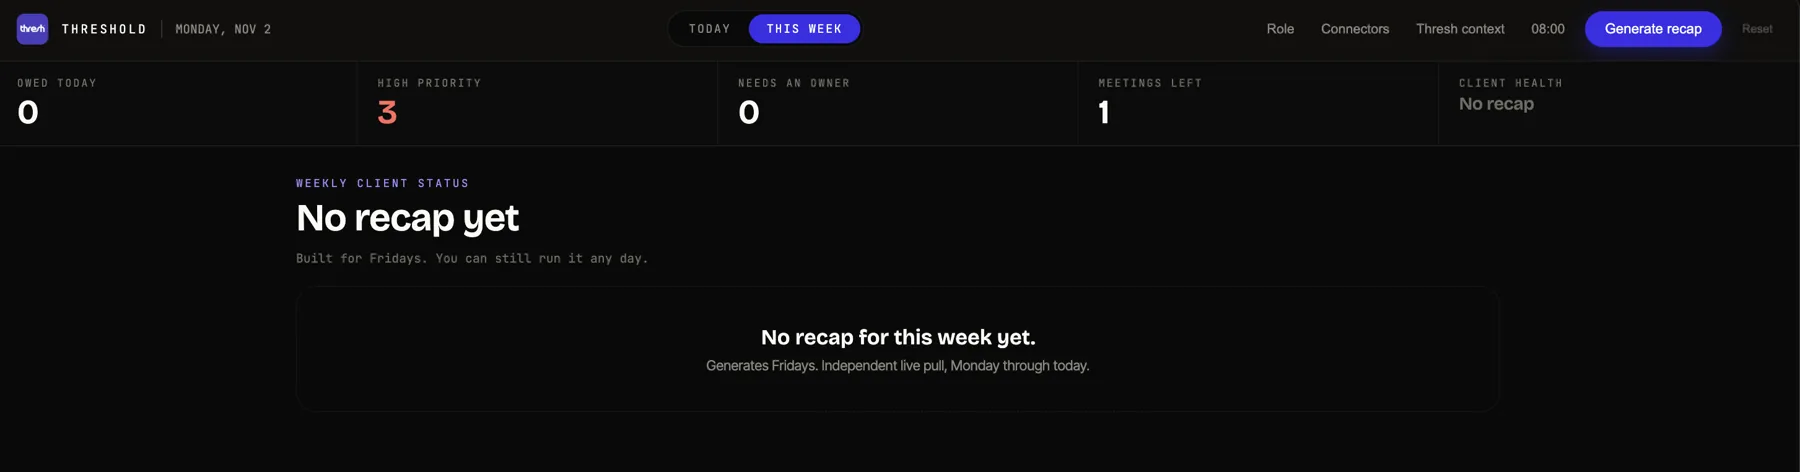 thresh THRESHOLD MONDAY, NOV 2 TODAY THIS WEEK Role Connectors Thresh context 08:00 Generate recap Reset
OWED TODAY HIGH PRIORITY NEEDS AN OWNER MEETINGS LEFT CLIENT HEALTH
0 3 0 1 No recap
WEEKLY CLIENT STATUS
No recap yet
Built for Fridays. You can still run it any day.
No recap for this week yet.
Generates Fridays. Independent live pull, Monday through today.